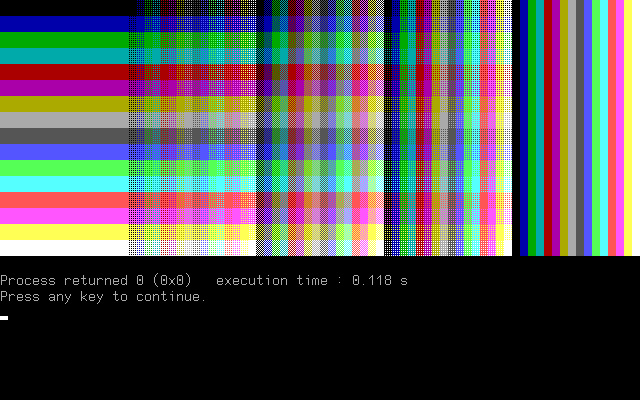 Process returned 0 (0x0)   execution time : 0.118 s
Press any key to continue.